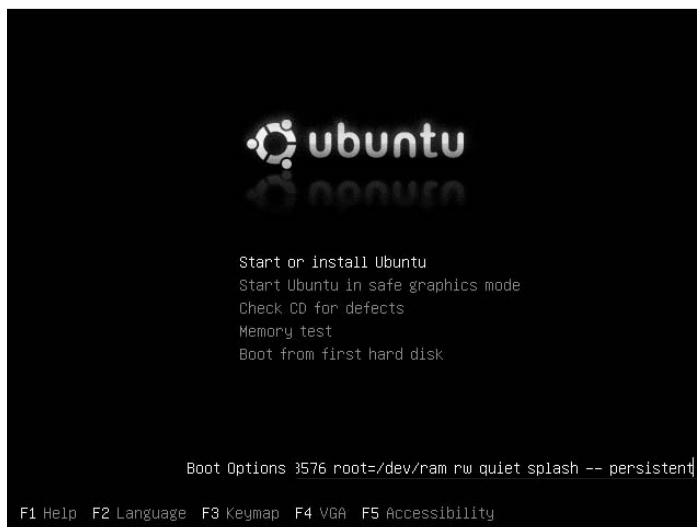 ubuntu
Start or install Ubuntu
Start Ubuntu in safe graphics mode
Check CD for defects
Memory test
Boot from first hard disk
Boot Options 3576 root=/dev/ram rw quiet splash -- persistent
F1 Help F2 Language F3 Keymap F4 VGA F5 Accessibility